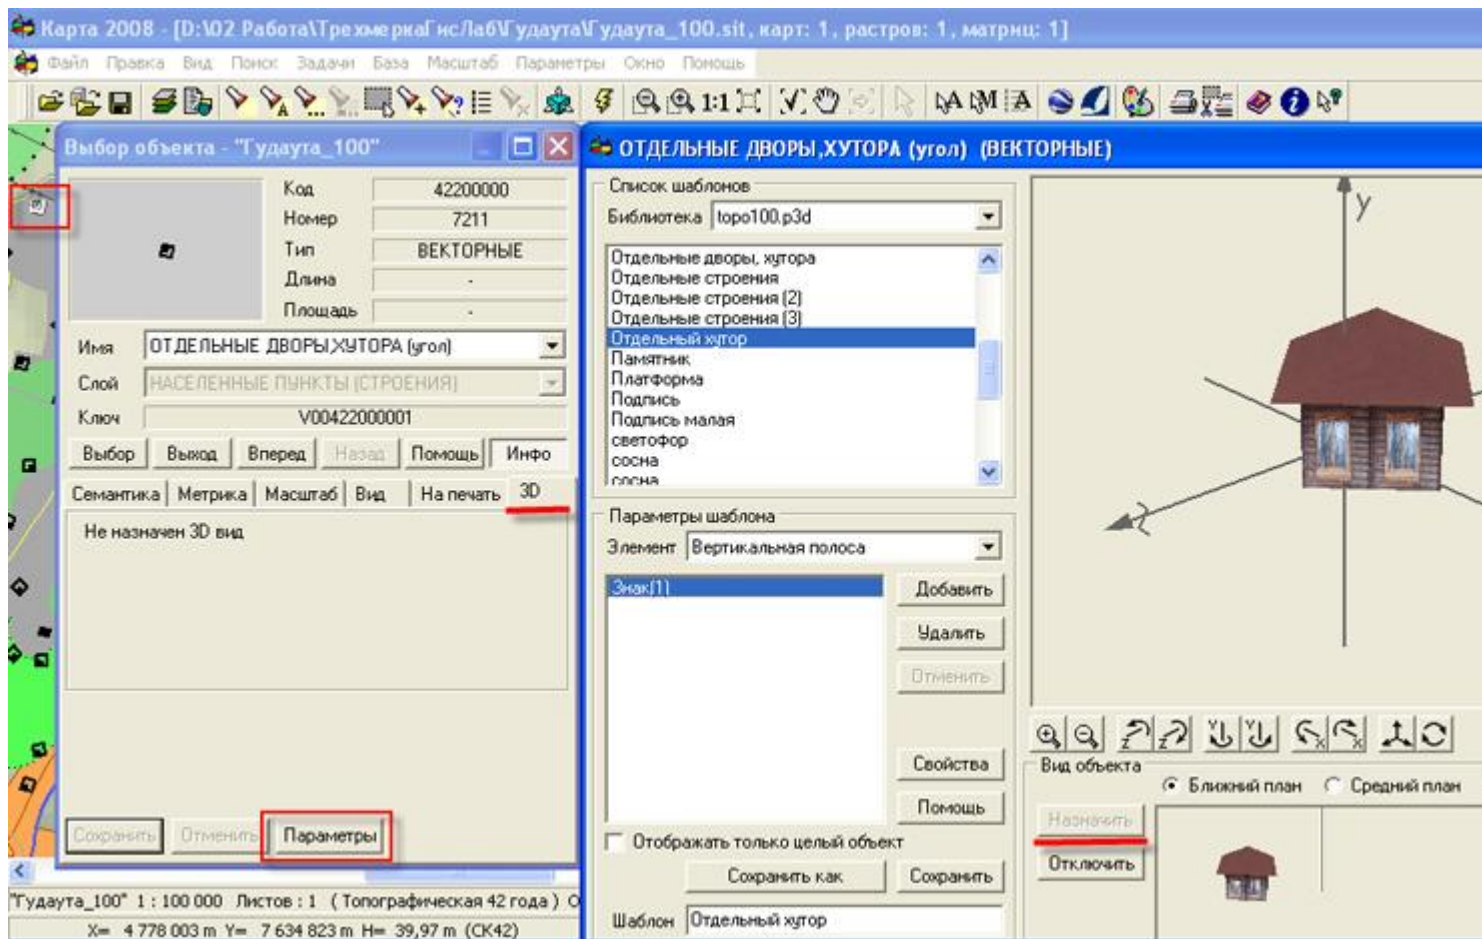 Карта 2008 - [D:\02 Работа\ТрехмеркаГисЛаб\Гудаута\Гудаута_100.sit, карт: 1, растров: 1, матриц: 1]
Файл Правка Вид Поиск Задачи База Масштаб Параметры Окно Помощь
1:1
Выбор объекта - "Гудаута_100"
Код 42200000
Номер 7211
Тип ВЕКТОРНЫЕ
Длина -
Площадь -
Имя ОТДЕЛЬНЫЕ ДВОРЫ,ХУТОРА (угол)
Слой НАСЕЛЕННЫЕ ПУНКТЫ (СТРОЕНИЯ)
Ключ V00422000001
Выбор Выход Вперед Назад Помощь Инфо
Семантика Метрика Масштаб Вид На печать 3D
Не назначен 3D вид
Сохранить Отменить Параметры
"Гудаута_100" 1 : 100 000 Листов : 1 ( Топографическая 42 года ) О
X= 4 778 003 m Y= 7 634 823 m H= 39,97 m (СК42)
ОТДЕЛЬНЫЕ ДВОРЫ,ХУТОРА (угол) (ВЕКТОРНЫЕ)
Список шаблонов
Библиотека topo100.p3d
Отдельные дворы, хутора
Отдельные строения
Отдельные строения (2)
Отдельные строения (3)
Отдельный хутор
Памятник
Платформа
Подпись
Подпись малая
светофор
сосна
сосна
Параметры шаблона
Элемент Вертикальная полоса
Знак(1)
Добавить
Удалить
Отменить
Свойства
Помощь
Отображать только целый объект
Сохранить как Сохранить
Шаблон Отдельный хутор
y
z
Вид объекта
Ближний план Средний план
Назначить
Отключить